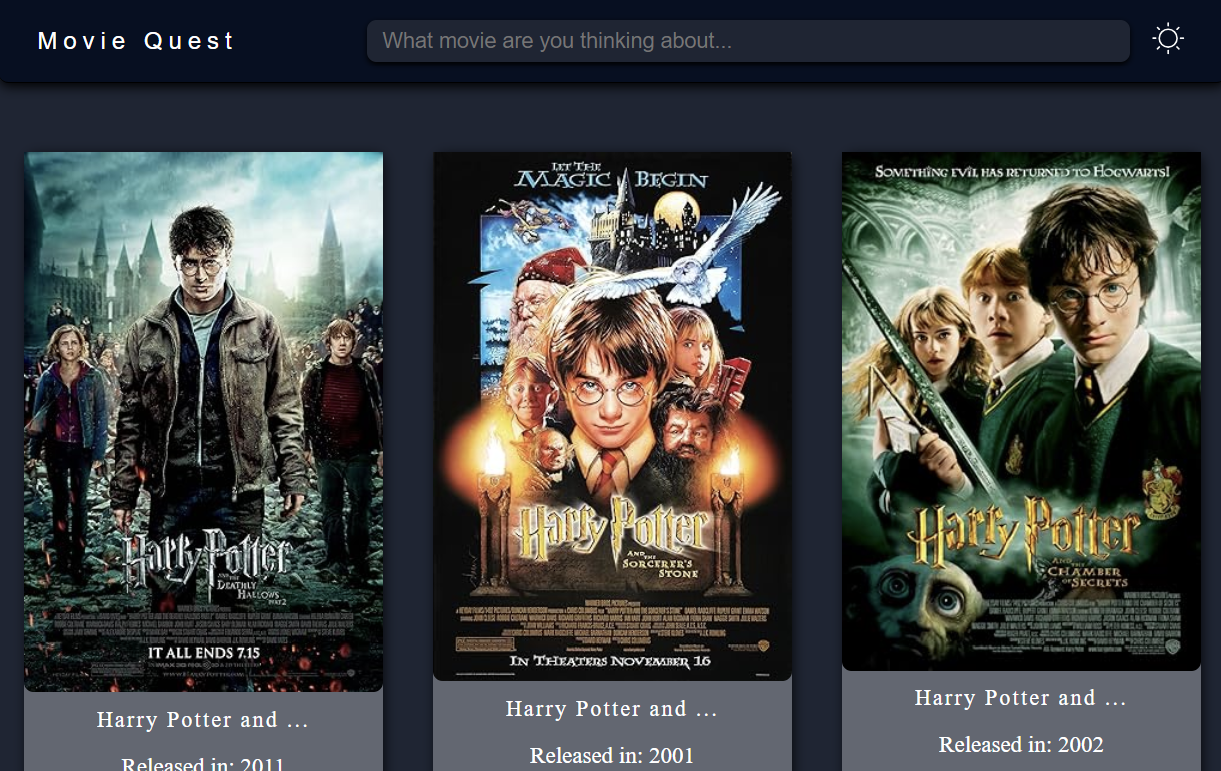 Movie Quest
What movie are you thinking about...
HARRY POTTER
AND THE
DEATHLY
HALLOWS
PART 2
IT ALL ENDS 7.15
Harry Potter and ...
Released in: 2011
LET THE
MAGIC BEGIN
Harry Potter
AND THE
SORCERER'S
STONE
IN THEATERS NOVEMBER 16
Harry Potter and ...
Released in: 2001
SOMETHING EVIL HAS RETURNED TO HOGWARTS!
Harry Potter
AND THE
CHAMBER
OF SECRETS
Harry Potter and ...
Released in: 2002